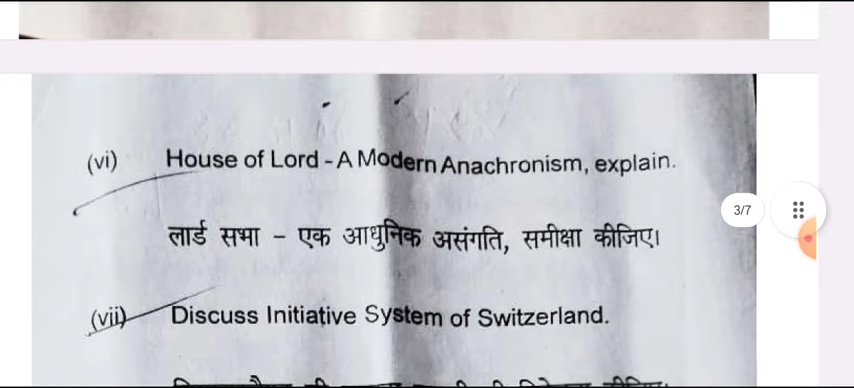 (vi) House of Lord - A Modern Anachronism, explain.
लार्ड सभा - एक आधुनिक असंगति, समीक्षा कीजिए।
3/7
(vii) Discuss Initiative System of Switzerland.